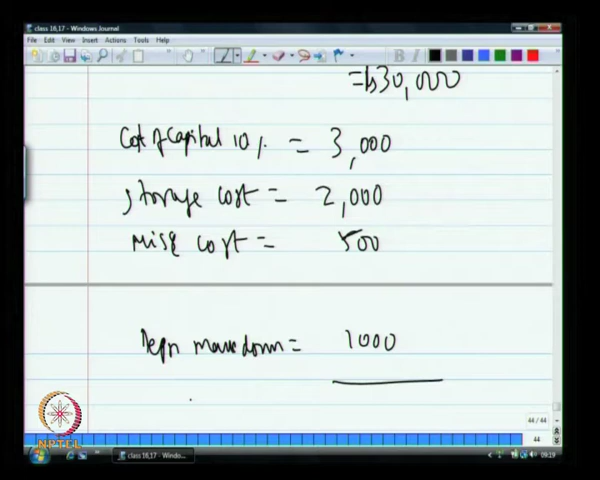 class 16,17 - Windows Journal
File Edit View Insert Actions Tools Help
B I
= Rs 30,000
Cost of Capital 10% = 3,000
Storage cost = 2,000
Misc cost = 500
Depn markdown = 1000
44 / 44
44
NPTEL
class 16,17 - Windo...
09:29